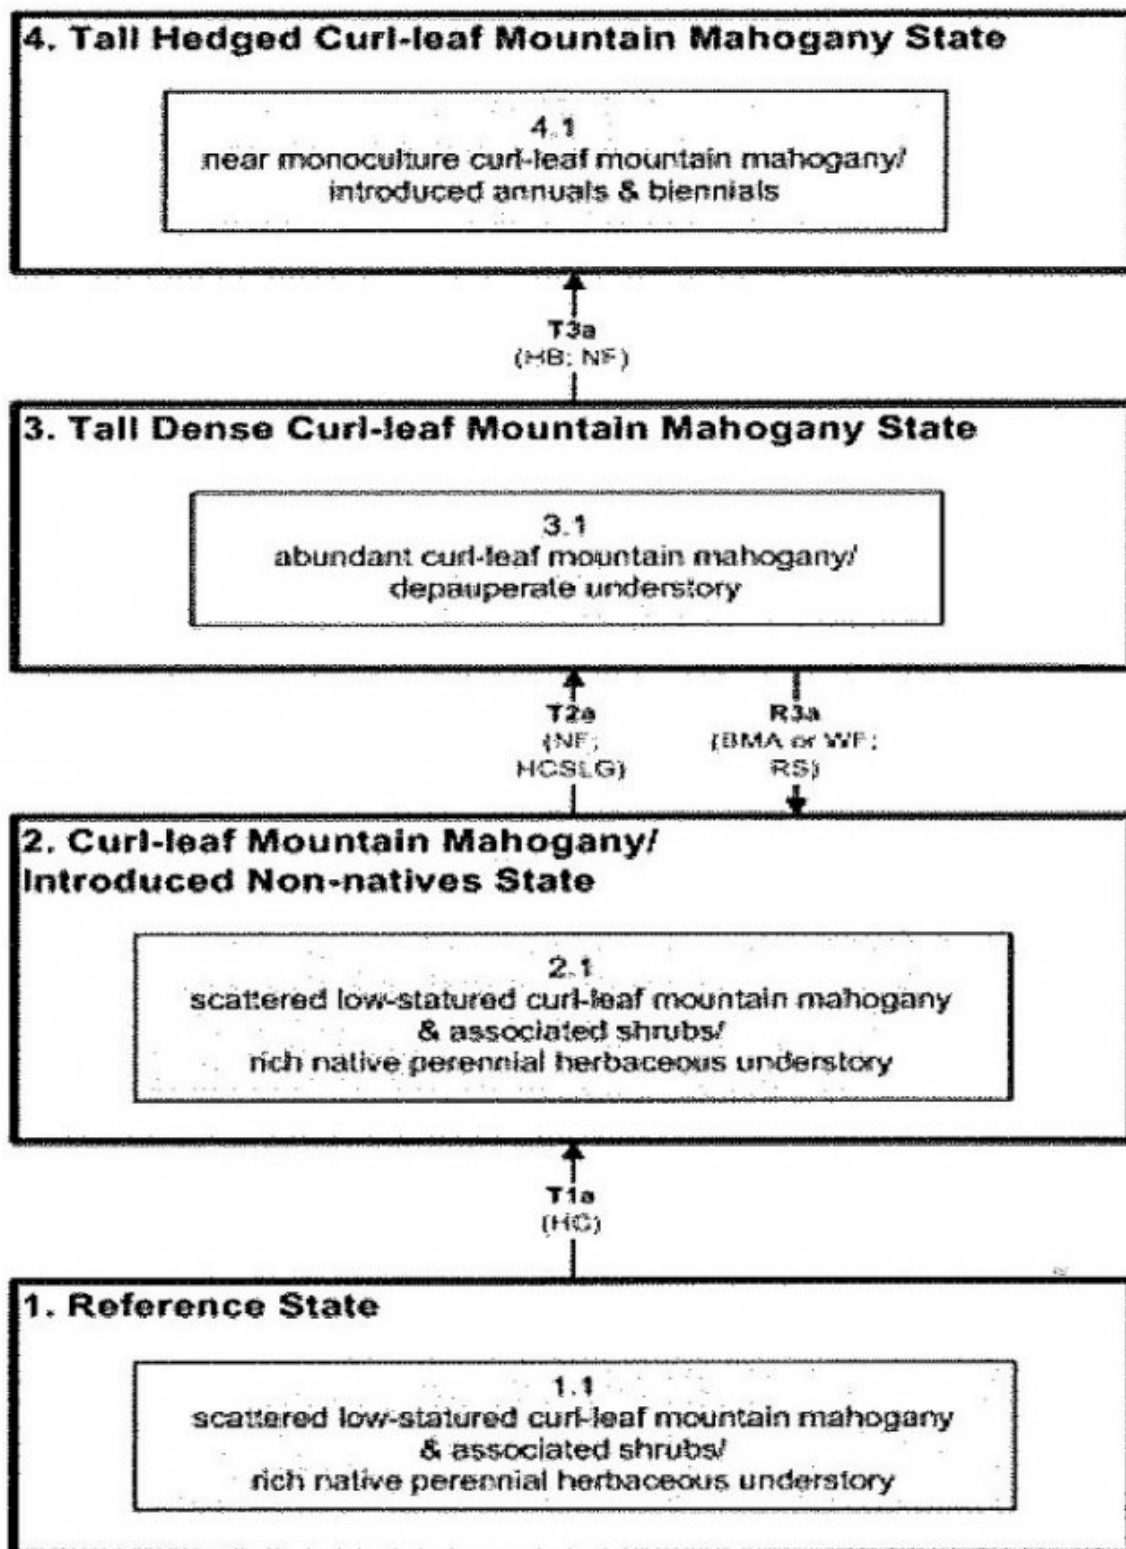 4. Tall Hedged Curl-leaf Mountain Mahogany State
4.1
near monoculture curl-leaf mountain mahogany/
introduced annuals & biennials
T3a
(HB; NF)
3. Tall Dense Curl-leaf Mountain Mahogany State
3.1
abundant curl-leaf mountain mahogany/
depauperate understory
T2a
(NF;
HCSLG)
R3a
(BMA or WF;
RS)
2. Curl-leaf Mountain Mahogany/
Introduced Non-natives State
2.1
scattered low-statured curl-leaf mountain mahogany
& associated shrubs/
rich native perennial herbaceous understory
T1a
(HC)
1. Reference State
1.1
scattered low-statured curl-leaf mountain mahogany
& associated shrubs/
rich native perennial herbaceous understory